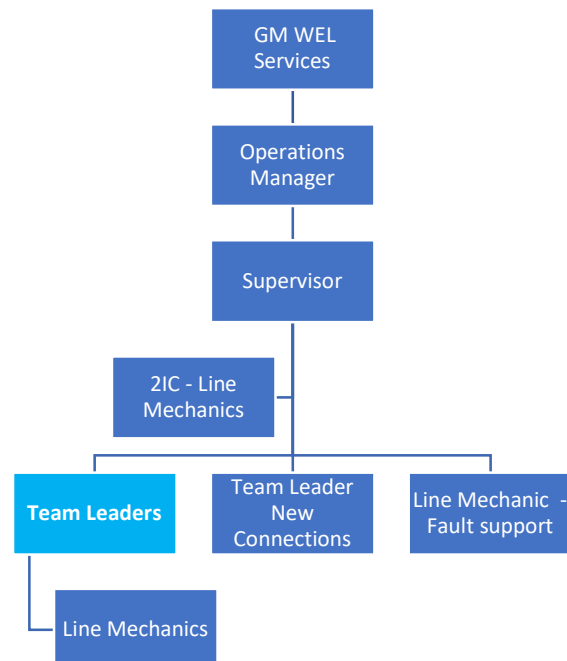 GM WEL
Services
Operations
Manager
Supervisor
2IC - Line
Mechanics
Team Leaders
Team Leader
New
Connections
Line Mechanic  -
Fault support
Line Mechanics